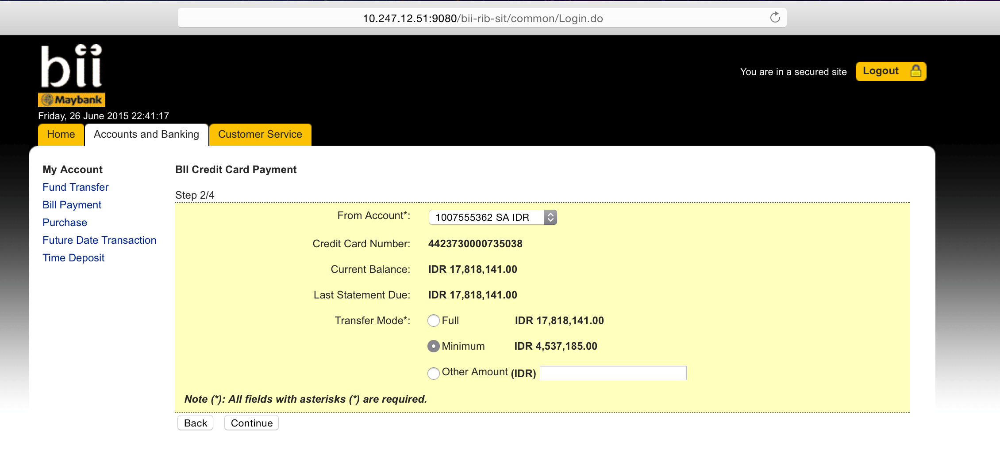 10.247.12.51:9080/bii-rib-sit/common/Login.do
bii
Maybank
You are in a secured site
Logout
Friday, 26 June 2015 22:41:17
Home
Accounts and Banking
Customer Service
My Account
Fund Transfer
Bill Payment
Purchase
Future Date Transaction
Time Deposit
BII Credit Card Payment
Step 2/4
From Account*: 1007555362 SA IDR
Credit Card Number: 4423730000735038
Current Balance: IDR 17,818,141.00
Last Statement Due: IDR 17,818,141.00
Transfer Mode*: Full IDR 17,818,141.00
Minimum IDR 4,537,185.00
Other Amount (IDR)
Note (*): All fields with asterisks (*) are required.
Back Continue